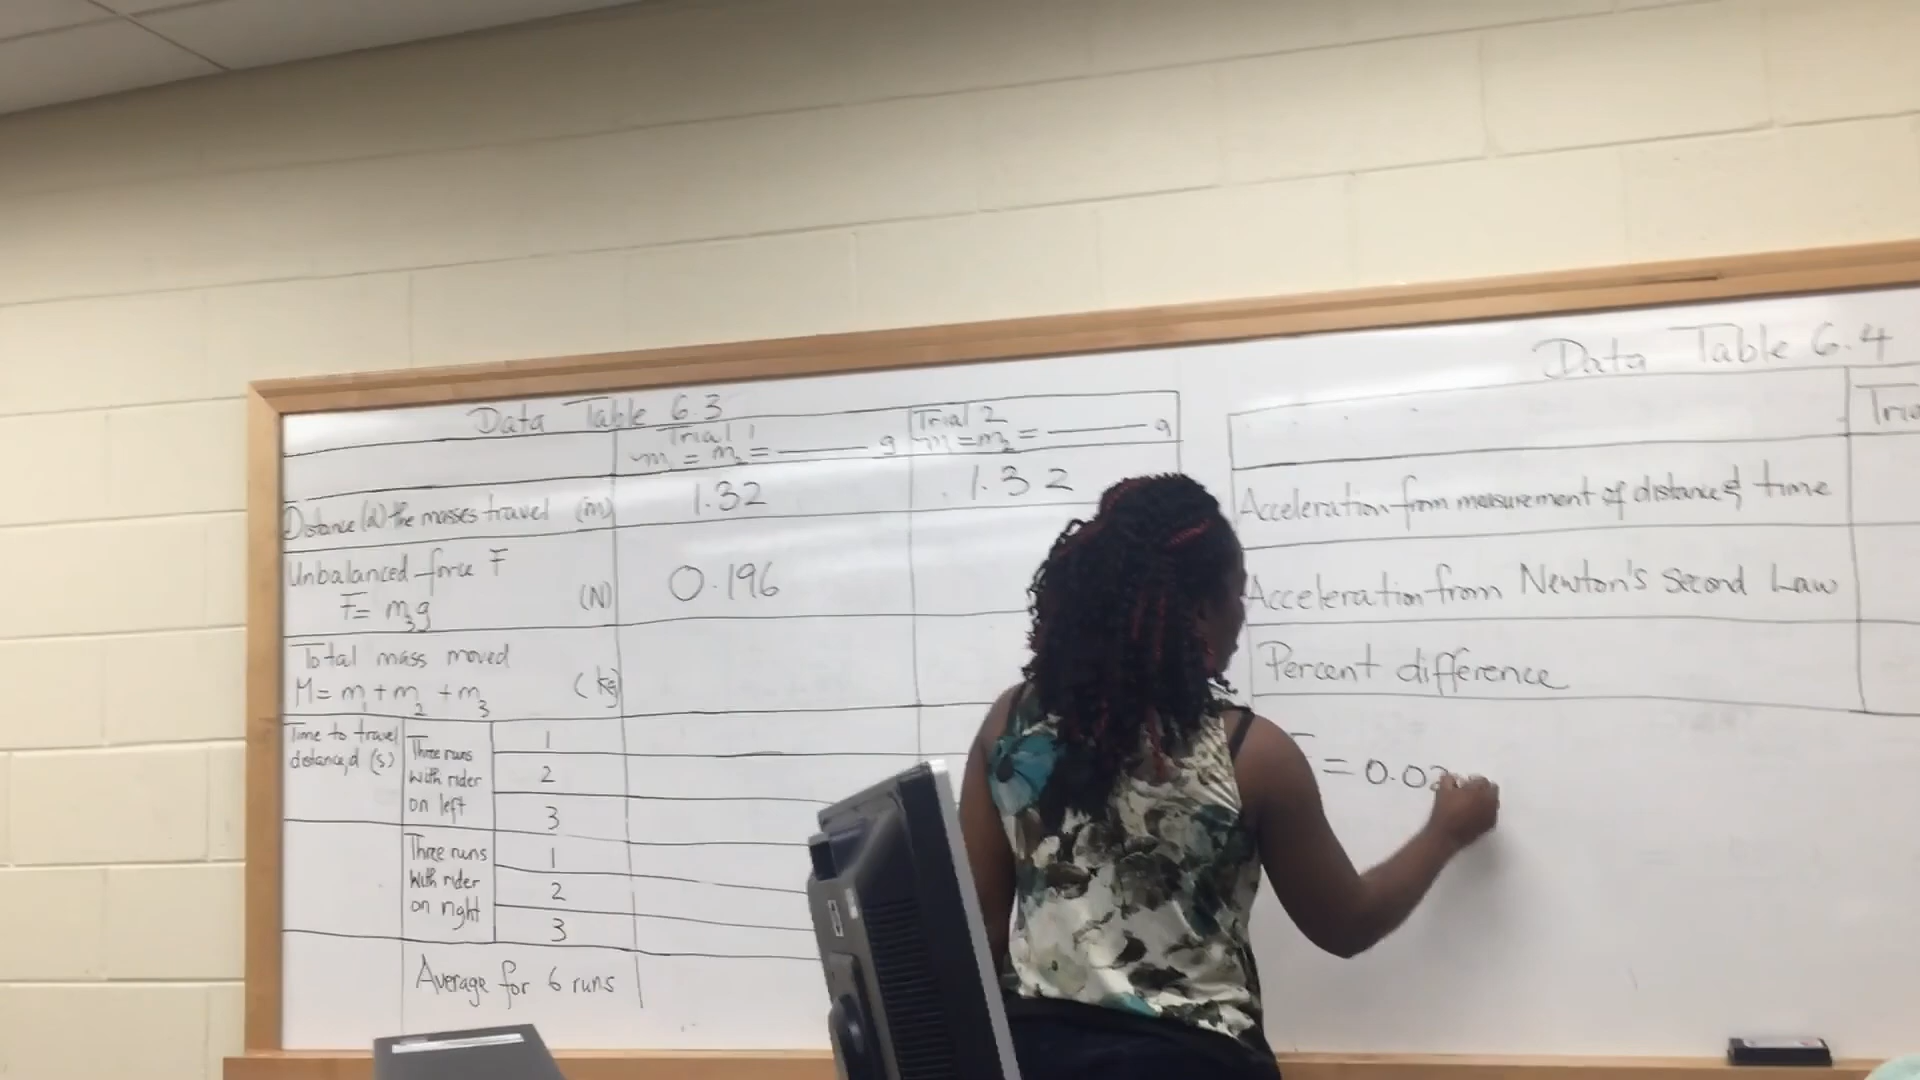 Data Table 6.3
Trial 1
m₁ = m₂ = ______ g
Trial 2
m = m₂ = ______ g
Distance (d) the masses travel (m)
1.32
1.32
Unbalanced force F
F = m₃g
(N)
0.196
Total mass moved
M = m₁ + m₂ + m₃
(kg)
Time to travel
distance, d (s)
Three runs
with rider
on left
1
2
3
Three runs
with rider
on right
1
2
3
Average for 6 runs
Data Table 6.4
Acceleration from measurement of distance & time
Acceleration from Newton's Second Law
Percent difference
= 0.02